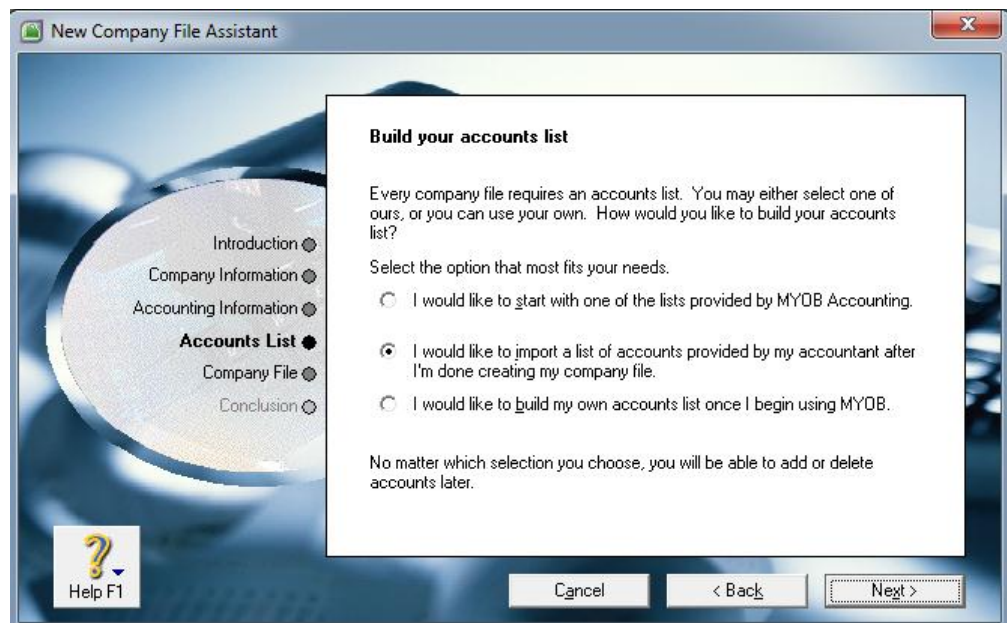 New Company File Assistant
Build your accounts list
Every company file requires an accounts list. You may either select one of
ours, or you can use your own. How would you like to build your accounts
list?
Select the option that most fits your needs.
I would like to start with one of the lists provided by MYOB Accounting.
I would like to import a list of accounts provided by my accountant after
I'm done creating my company file.
I would like to build my own accounts list once I begin using MYOB.
No matter which selection you choose, you will be able to add or delete
accounts later.
Introduction
Company Information
Accounting Information
Accounts List
Company File
Conclusion
Help F1
Cancel
< Back
Next >